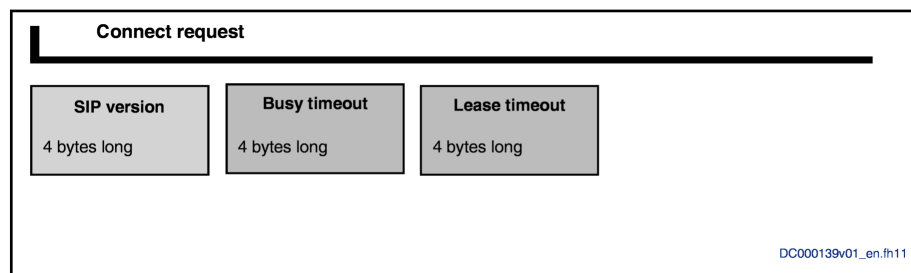 Connect request
SIP version
4 bytes long
Busy timeout
4 bytes long
Lease timeout
4 bytes long
DC000139v01_en.fh11